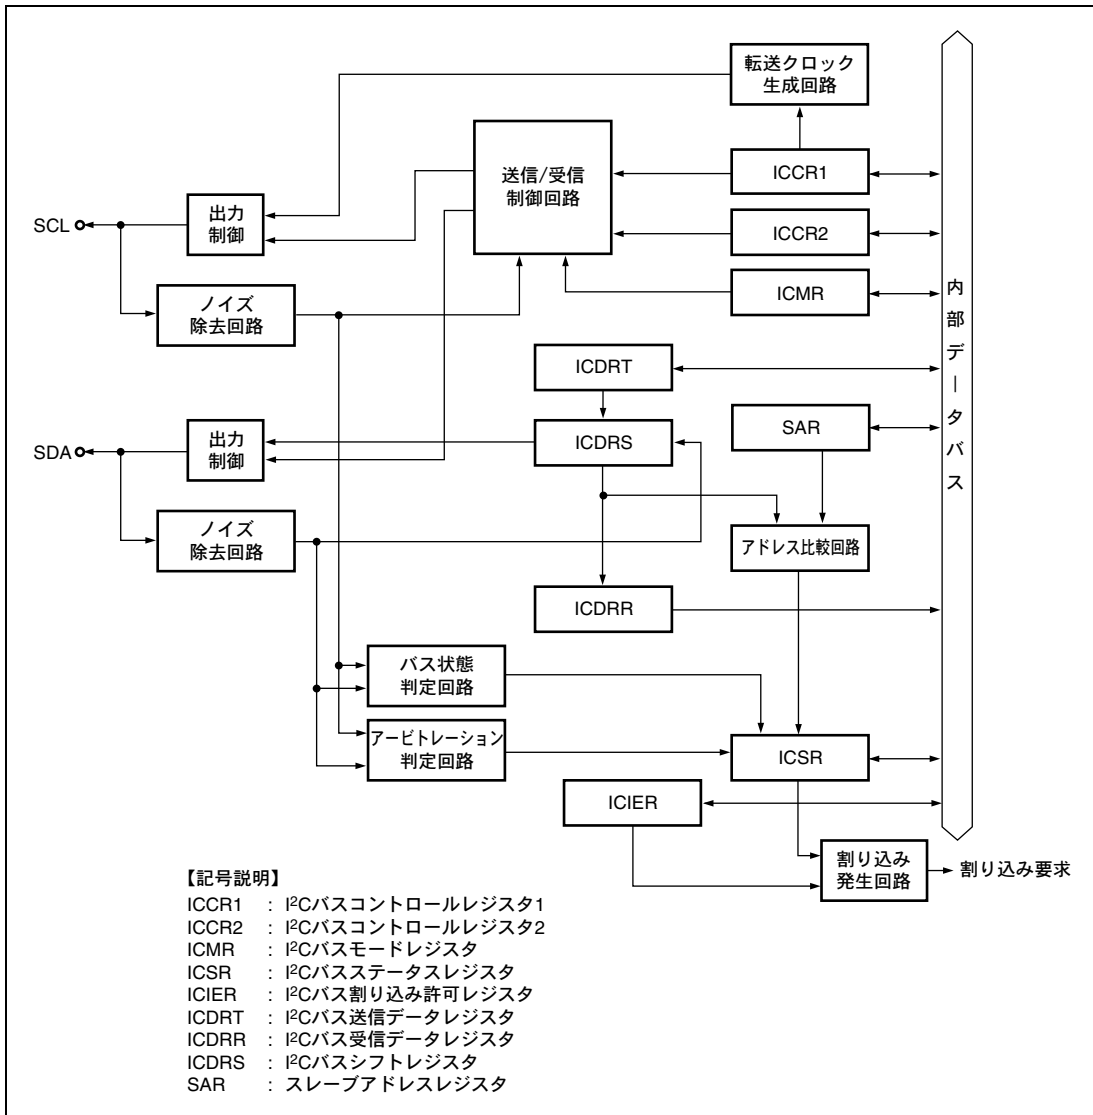 転送クロック
生成回路
送信/受信
制御回路
ICCR1
SCL
出力
制御
ICCR2
ICMR
ノイズ
除去回路
内部データバス
ICDRT
SAR
SDA
出力
制御
ICDRS
ノイズ
除去回路
アドレス比較回路
ICDRR
バス状態
判定回路
アービトレーション
判定回路
ICSR
ICIER
割り込み
発生回路
割り込み要求
【記号説明】
ICCR1 : I²Cバスコントロールレジスタ1
ICCR2 : I²Cバスコントロールレジスタ2
ICMR : I²Cバスモードレジスタ
ICSR : I²Cバスステータスレジスタ
ICIER : I²Cバス割り込み許可レジスタ
ICDRT : I²Cバス送信データレジスタ
ICDRR : I²Cバス受信データレジスタ
ICDRS : I²Cバスシフトレジスタ
SAR : スレーブアドレスレジスタ